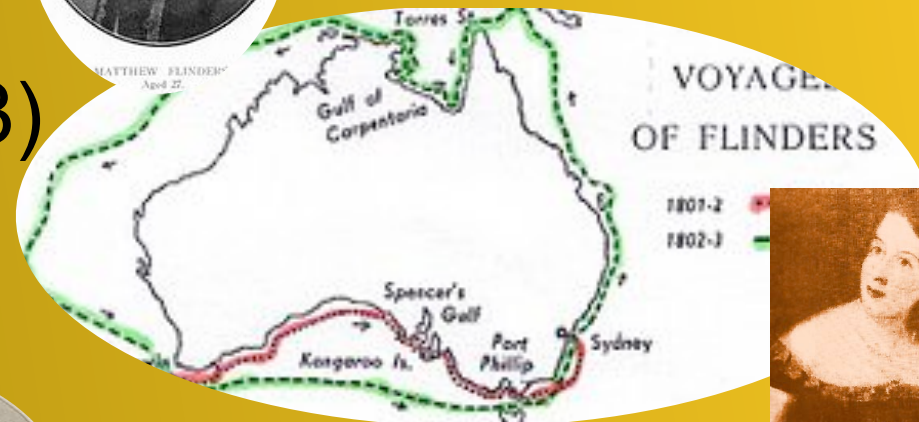 MATTHEW FLINDERS
Aged 27.
3)
Torres St.
Gulf of
Carpentaria
VOYAGE
OF FLINDERS
1801-2
1802-3
Spencer's
Gulf
Kangaroo Is.
Port
Phillip
Sydney